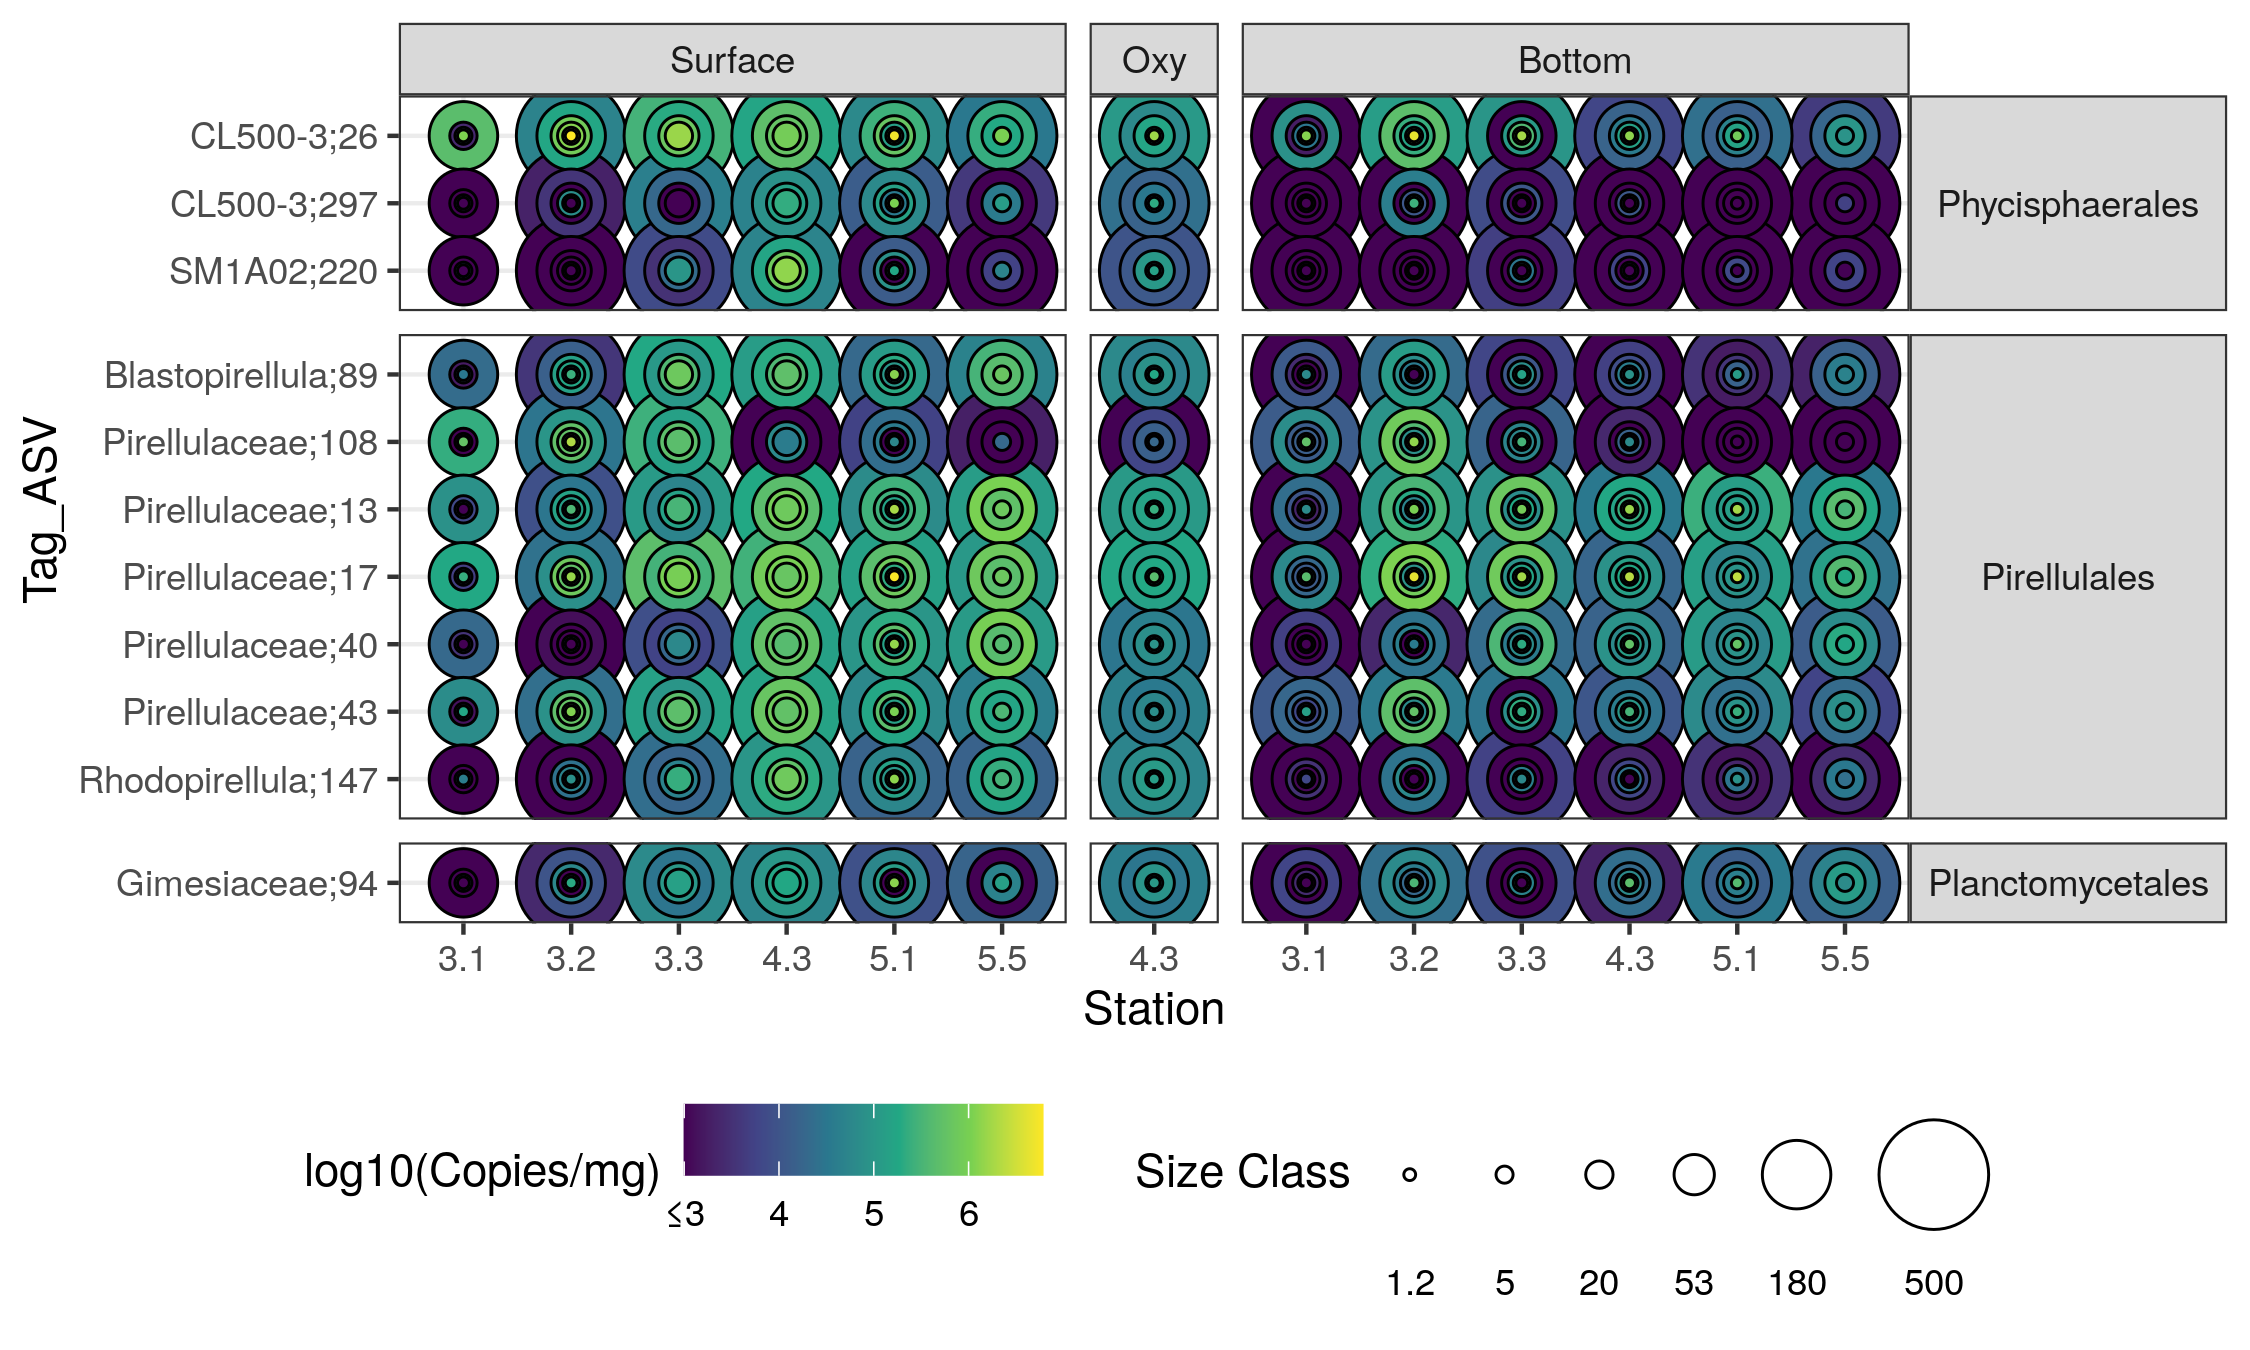 Surface Oxy Bottom
CL500-3;26
CL500-3;297
SM1A02;220
Phycisphaerales
Blastopirellula;89
Pirellulaceae;108
Pirellulaceae;13
Pirellulaceae;17
Pirellulaceae;40
Pirellulaceae;43
Rhodopirellula;147
Pirellulales
Gimesiaceae;94
Planctomycetales
Tag_ASV
3.1 3.2 3.3 4.3 5.1 5.5 4.3 3.1 3.2 3.3 4.3 5.1 5.5
Station
log10(Copies/mg)
≤3 4 5 6
Size Class
1.2 5 20 53 180 500